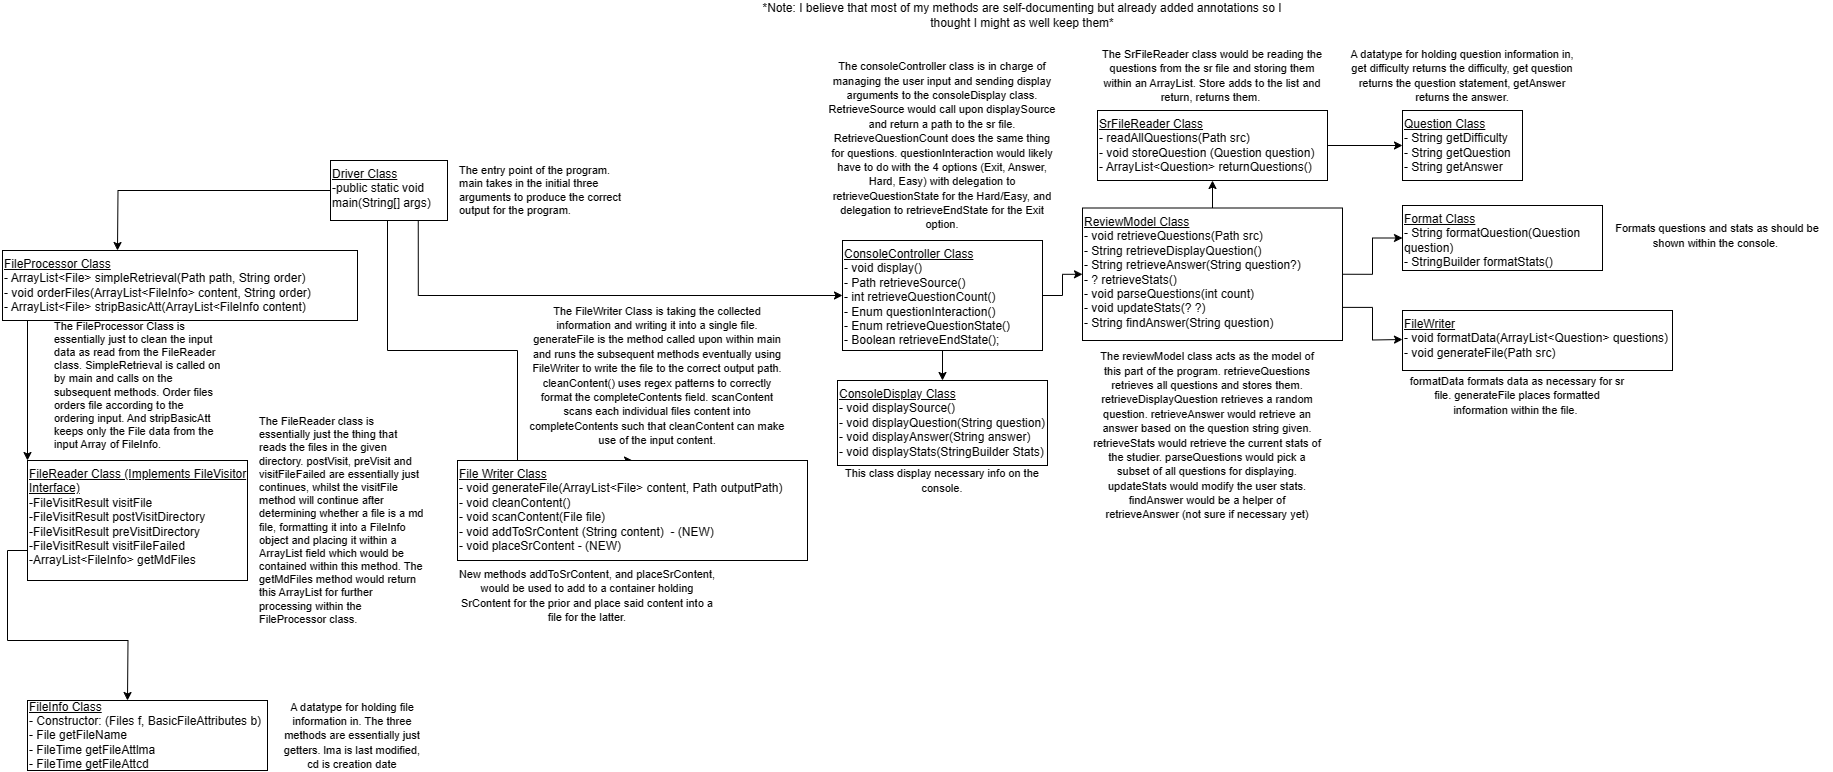 *Note: I believe that most of my methods are self-documenting but already added annotations so I
thought I might as well keep them*
Driver Class
-public static void
main(String[] args)
The entry point of the program.
main takes in the initial three
arguments to produce the correct
output for the program.
FileProcessor Class
- ArrayList<File> simpleRetrieval(Path path, String order)
- void orderFiles(ArrayList<FileInfo> content, String order)
- ArrayList<File> stripBasicAtt(ArrayList<FileInfo content)
The FileProcessor Class is
essentially just to clean the input
data as read from the FileReader
class. SimpleRetrieval is called on
by main and calls on the
subsequent methods. Order files
orders file according to the
ordering input. And stripBasicAtt
keeps only the File data from the
input Array of FileInfo.
FileReader Class (Implements FileVisitor
Interface)
-FileVisitResult visitFile
-FileVisitResult postVisitDirectory
-FileVisitResult preVisitDirectory
-FileVisitResult visitFileFailed
-ArrayList<FileInfo> getMdFiles
The FileReader class is
essentially just the thing that
reads the files in the given
directory. postVisit, preVisit and
visitFileFailed are essentially just
continues, whilst the visitFile
method will continue after
determining whether a file is a md
file, formatting it into a FileInfo
object and placing it within a
ArrayList field which would be
contained within this method. The
getMdFiles method would return
this ArrayList for further
processing within the
FileProcessor class.
FileInfo Class
- Constructor: (Files f, BasicFileAttributes b)
- File getFileName
- FileTime getFileAttlma
- FileTime getFileAttcd
A datatype for holding file
information in. The three
methods are essentially just
getters. lma is last modified,
cd is creation date
The FileWriter Class is taking the collected
information and writing it into a single file.
generateFile is the method called upon within main
and runs the subsequent methods eventually using
FileWriter to write the file to the correct output path.
cleanContent() uses regex patterns to correctly
format the completeContents field. scanContent
scans each individual files content into
completeContents such that cleanContent can make
use of the input content.
File Writer Class
- void generateFile(ArrayList<File> content, Path outputPath)
- void cleanContent()
- void scanContent(File file)
- void addToSrContent (String content)  - (NEW)
- void placeSrContent - (NEW)
New methods addToSrContent, and placeSrContent,
would be used to add to a container holding
SrContent for the prior and place said content into a
file for the latter.
The consoleController class is in charge of
managing the user input and sending display
arguments to the consoleDisplay class.
RetrieveSource would call upon displaySource
and return a path to the sr file.
RetrieveQuestionCount does the same thing
for questions. questionInteraction would likely
have to do with the 4 options (Exit, Answer,
Hard, Easy) with delegation to
retrieveQuestionState for the Hard/Easy, and
delegation to retrieveEndState for the Exit
option.
ConsoleController Class
- void display()
- Path retrieveSource()
- int retrieveQuestionCount()
- Enum questionInteraction()
- Enum retrieveQuestionState()
- Boolean retrieveEndState();
ConsoleDisplay Class
- void displaySource()
- void displayQuestion(String question)
- void displayAnswer(String answer)
- void displayStats(StringBuilder Stats)
This class display necessary info on the
console.
The SrFileReader class would be reading the
questions from the sr file and storing them
within an ArrayList. Store adds to the list and
return, returns them.
SrFileReader Class
- readAllQuestions(Path src)
- void storeQuestion (Question question)
- ArrayList<Question> returnQuestions()
ReviewModel Class
- void retrieveQuestions(Path src)
- String retrieveDisplayQuestion()
- String retrieveAnswer(String question?)
- ? retrieveStats()
- void parseQuestions(int count)
- void updateStats(? ?)
- String findAnswer(String question)
The reviewModel class acts as the model of
this part of the program. retrieveQuestions
retrieves all questions and stores them.
retrieveDisplayQuestion retrieves a random
question. retrieveAnswer would retrieve an
answer based on the question string given.
retrieveStats would retrieve the current stats of
the studier. parseQuestions would pick a
subset of all questions for displaying.
updateStats would modify the user stats.
findAnswer would be a helper of
retrieveAnswer (not sure if necessary yet)
A datatype for holding question information in,
get difficulty returns the difficulty, get question
returns the question statement, getAnswer
returns the answer.
Question Class
- String getDifficulty
- String getQuestion
- String getAnswer
Format Class
- String formatQuestion(Question
question)
- StringBuilder formatStats()
Formats questions and stats as should be
shown within the console.
FileWriter
- void formatData(ArrayList<Question> questions)
- void generateFile(Path src)
formatData formats data as necessary for sr
file. generateFile places formatted
information within the file.